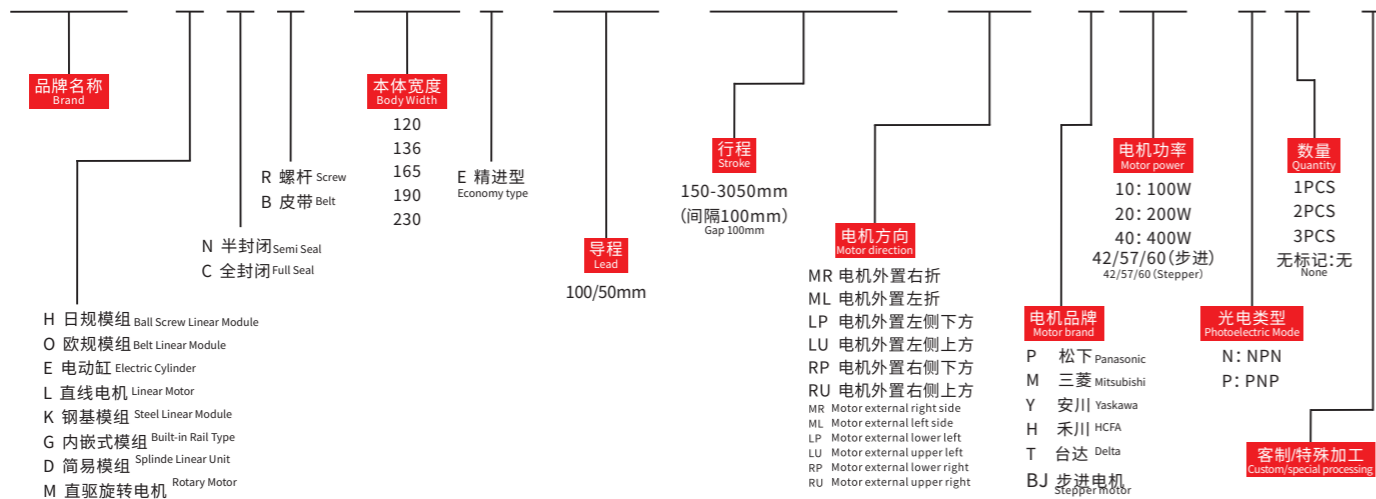 品牌名称
Brand
H 日规模组 Ball Screw Linear Module
O 欧规模组 Belt Linear Module
E 电动缸 Electric Cylinder
L 直线电机 Linear Motor
K 钢基模组 Steel Linear Module
G 内嵌式模组 Built-in Rail Type
D 简易模组 Splinde Linear Unit
M 直驱旋转电机 Rotary Motor
N 半封闭 Semi Seal
C 全封闭 Full Seal
R 螺杆 Screw
B 皮带 Belt
本体宽度
Body Width
120
136
165
190
230
E 精进型
Economy type
导程
Lead
100/50mm
行程
Stroke
150-3050mm
（间隔100mm）
Gap 100mm
电机方向
Motor direction
MR 电机外置右折
ML 电机外置左折
LP 电机外置左侧下方
LU 电机外置左侧上方
RP 电机外置右侧下方
RU 电机外置右侧上方
MR Motor external right side
ML Motor external left side
LP Motor external lower left
LU Motor external upper left
RP Motor external lower right
RU Motor external upper right
电机品牌
Motor brand
P 松下 Panasonic
M 三菱 Mitsubishi
Y 安川 Yaskawa
H 禾川 HCFA
T 台达 Delta
BJ 步进电机
Stepper motor
电机功率
Motor power
10：100W
20：200W
40：400W
42/57/60（步进）
42/57/60（Stepper）
光电类型
Photoelectric Mode
N：NPN
P：PNP
数量
Quantity
1PCS
2PCS
3PCS
无标记：无
None
客制/特殊加工
Custom/special processing